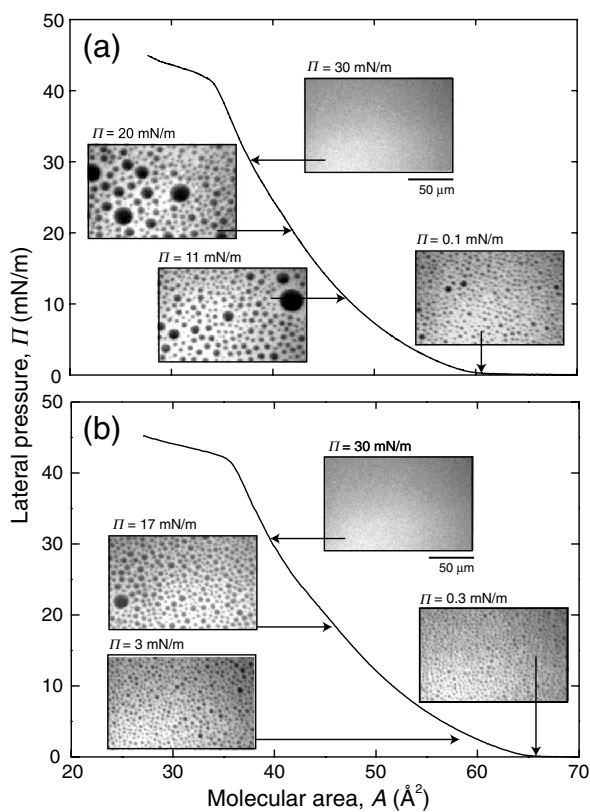 (a)
50
40
30
20
10
0
Π = 30 mN/m
50 μm
Π = 20 mN/m
Π = 11 mN/m
Π = 0.1 mN/m
Lateral pressure, Π (mN/m)
(b)
50
40
30
20
10
0
Π = 30 mN/m
50 μm
Π = 17 mN/m
Π = 3 mN/m
Π = 0.3 mN/m
20 30 40 50 60 70
Molecular area, A (Å²)